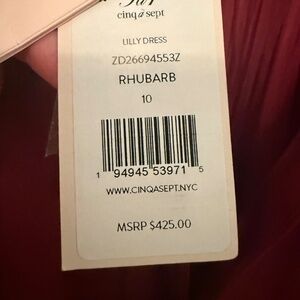 cinq à sept
LILLY DRESS
ZD26694553Z
RHUBARB
10
1 94945 53971 5
WWW.CINQASEPT.NYC
MSRP $425.00